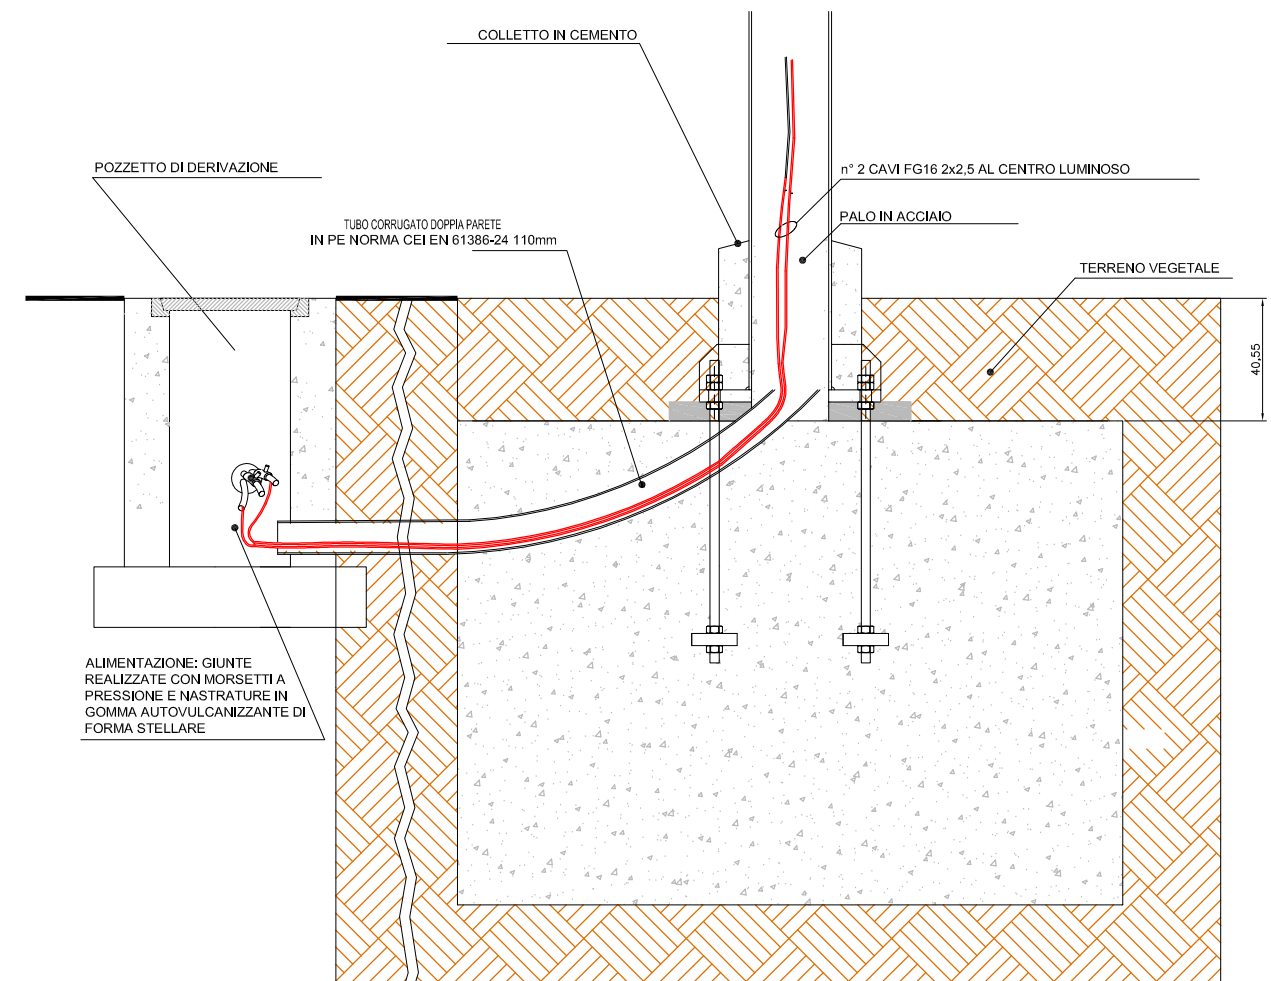 COLLETTO IN CEMENTO
POZZETTO DI DERIVAZIONE
n° 2 CAVI FG16 2x2,5 AL CENTRO LUMINOSO
TUBO CORRUGATO DOPPIA PARETE
IN PE NORMA CEI EN 61386-24 110mm
PALO IN ACCIAIO
TERRENO VEGETALE
40,55
ALIMENTAZIONE: GIUNTE
REALIZZATE CON MORSETTI A
PRESSIONE E NASTRATURE IN
GOMMA AUTOVULCANIZZANTE DI
FORMA STELLARE